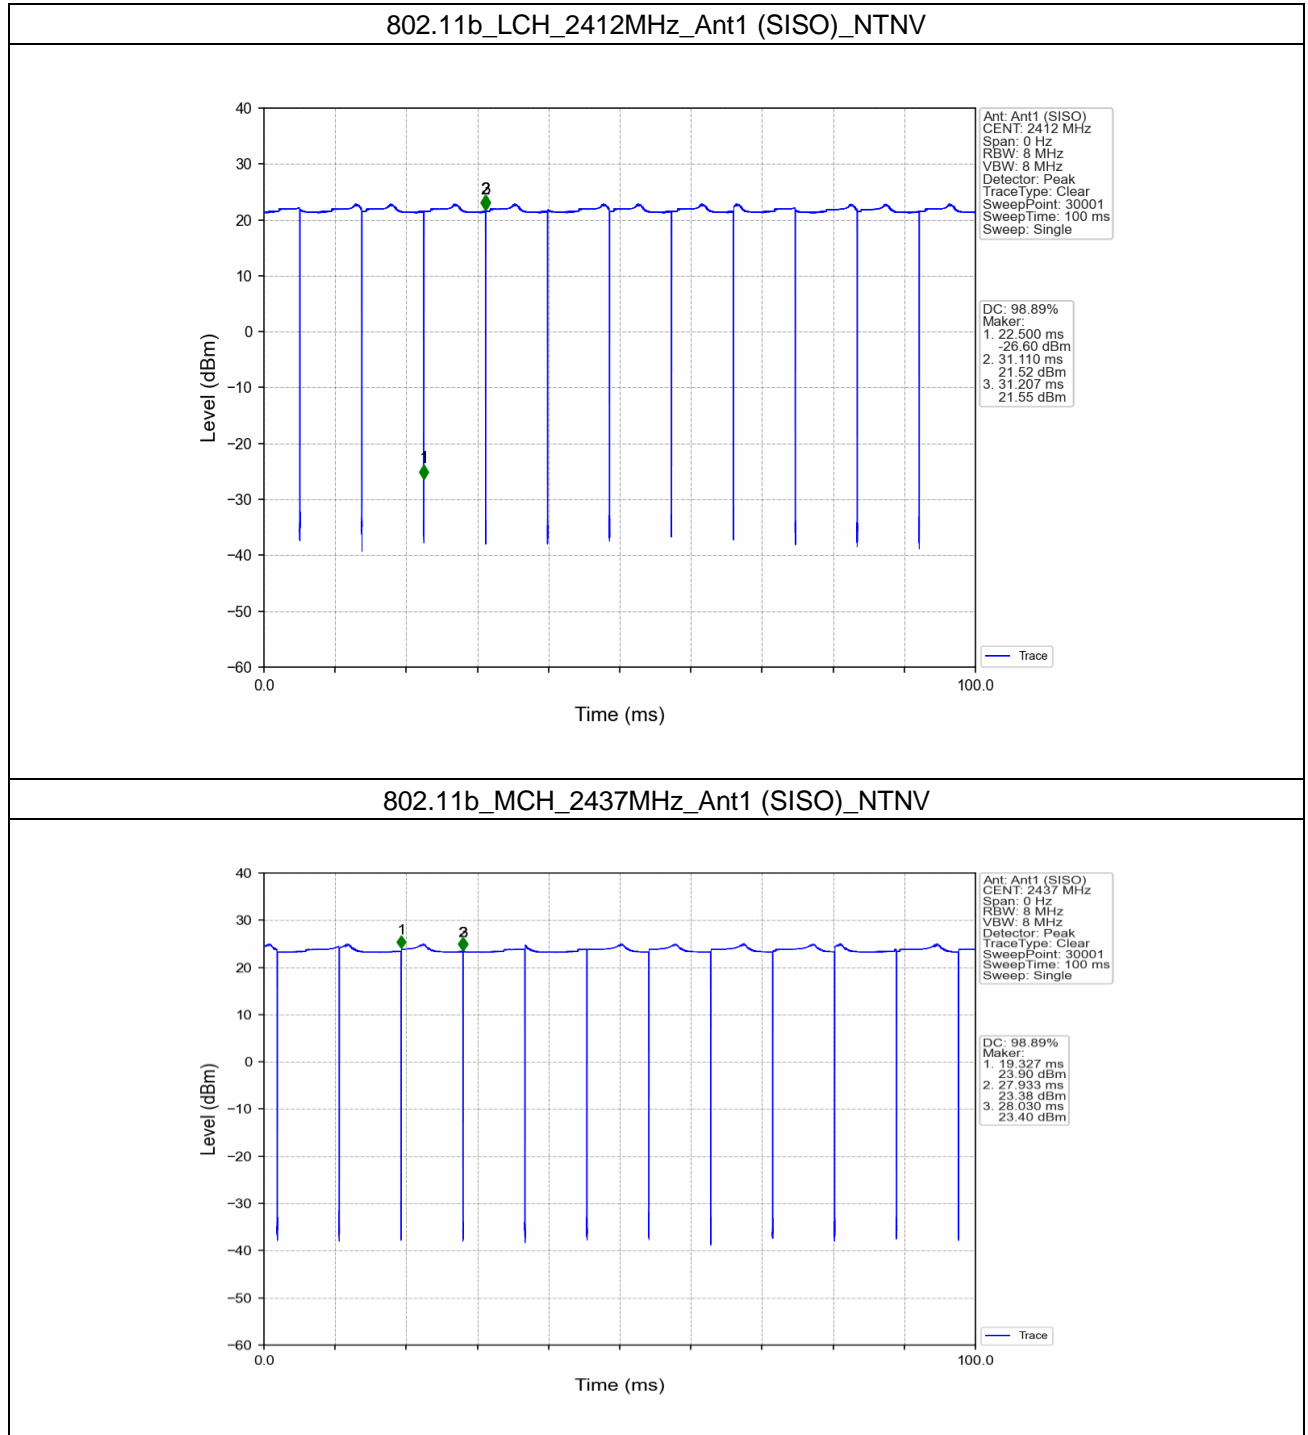 802.11b_LCH_2412MHz_Ant1 (SISO)_NTNV
40
30
20
10
0
−10
−20
−30
−40
−50
−60
Level (dBm)
0.0
100.0
Time (ms)
1
2
3
Ant: Ant1 (SISO)
CENT: 2412 MHz
Span: 0 Hz
RBW: 8 MHz
VBW: 8 MHz
Detector: Peak
TraceType: Clear
SweepPoint: 30001
SweepTime: 100 ms
Sweep: Single
DC: 98.89%
Maker:
1. 22.500 ms
-26.60 dBm
2. 31.110 ms
21.52 dBm
3. 31.207 ms
21.55 dBm
Trace
802.11b_MCH_2437MHz_Ant1 (SISO)_NTNV
40
30
20
10
0
−10
−20
−30
−40
−50
−60
Level (dBm)
0.0
100.0
Time (ms)
1
2
3
Ant: Ant1 (SISO)
CENT: 2437 MHz
Span: 0 Hz
RBW: 8 MHz
VBW: 8 MHz
Detector: Peak
TraceType: Clear
SweepPoint: 30001
SweepTime: 100 ms
Sweep: Single
DC: 98.89%
Maker:
1. 19.327 ms
23.90 dBm
2. 27.933 ms
23.38 dBm
3. 28.030 ms
23.40 dBm
Trace